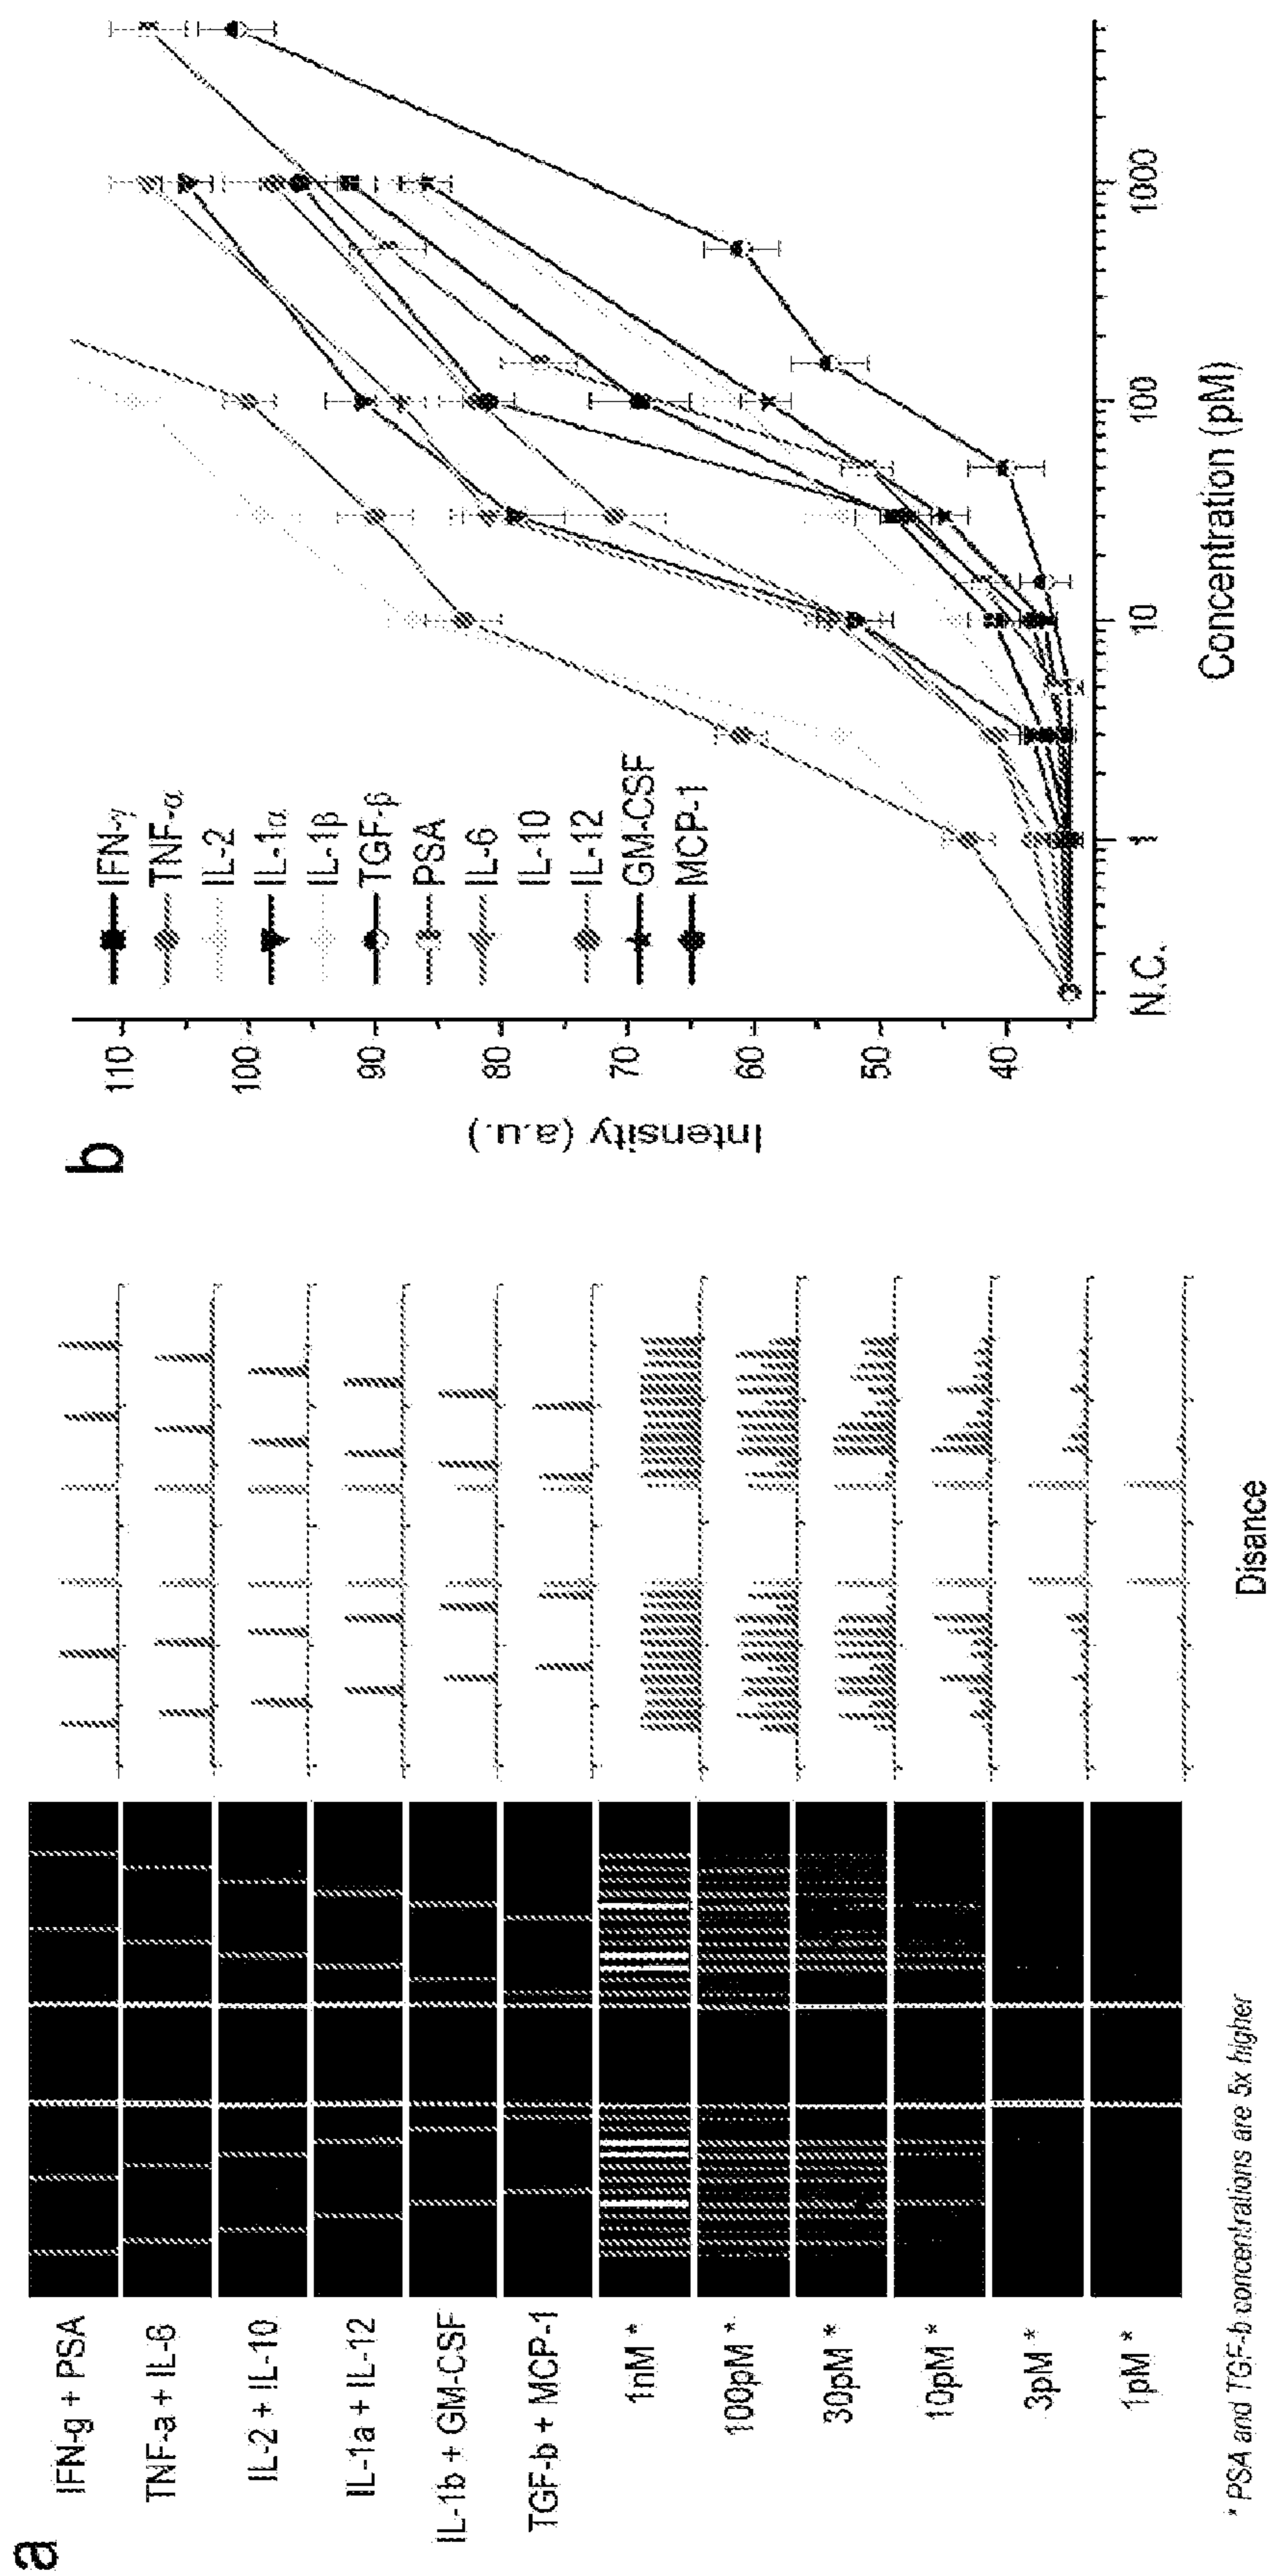 a
IFN-g + PSA
TNF-a + IL-6
IL-2 + IL-10
IL-1a + IL-12
IL-1b + GM-CSF
TGF-b + MCP-1
1nM *
100pM *
30pM *
10pM *
3pM *
1pM *
* PSA and TGF-b concentrations are 5x higher
Disance
b
Intensity (a.u.)
110
100
90
80
70
60
50
40
IFN-γ
TNF-α
IL-2
IL-1α
IL-1β
TGF-β
PSA
IL-6
IL-10
IL-12
GM-CSF
MCP-1
N.C.
1
10
100
1000
Concentration (pM)